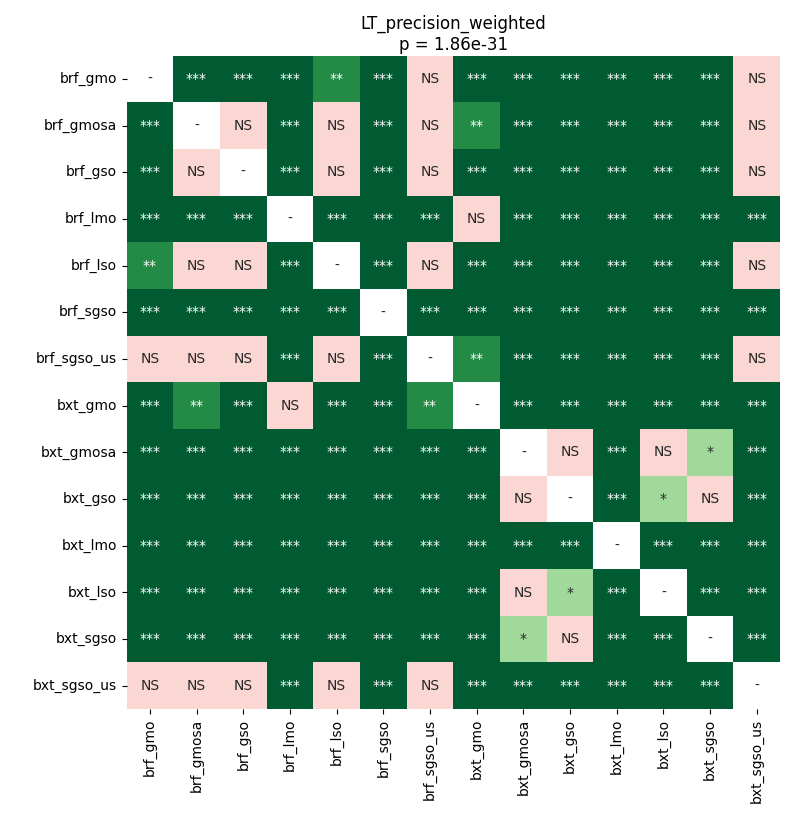 LT_precision_weighted
p = 1.86e-31
brf_gmo - *** *** *** ** *** NS *** *** *** *** *** *** NS
brf_gmosa *** - NS *** NS *** NS ** *** *** *** *** *** NS
brf_gso *** NS - *** NS *** NS *** *** *** *** *** *** NS
brf_lmo *** *** *** - *** *** *** NS *** *** *** *** *** ***
brf_lso ** NS NS *** - *** NS *** *** *** *** *** *** NS
brf_sgso *** *** *** *** *** - *** *** *** *** *** *** *** ***
brf_sgso_us NS NS NS *** NS *** - ** *** *** *** *** *** NS
bxt_gmo *** ** *** NS *** *** ** - *** *** *** *** *** ***
bxt_gmosa *** *** *** *** *** *** *** *** - NS *** NS * ***
bxt_gso *** *** *** *** *** *** *** *** NS - *** * NS ***
bxt_lmo *** *** *** *** *** *** *** *** *** *** - *** *** ***
bxt_lso *** *** *** *** *** *** *** *** NS * *** - *** ***
bxt_sgso *** *** *** *** *** *** *** *** * NS *** *** - ***
bxt_sgso_us NS NS NS *** NS *** NS *** *** *** *** *** *** -
brf_gmo brf_gmosa brf_gso brf_lmo brf_lso brf_sgso brf_sgso_us bxt_gmo bxt_gmosa bxt_gso bxt_lmo bxt_lso bxt_sgso bxt_sgso_us